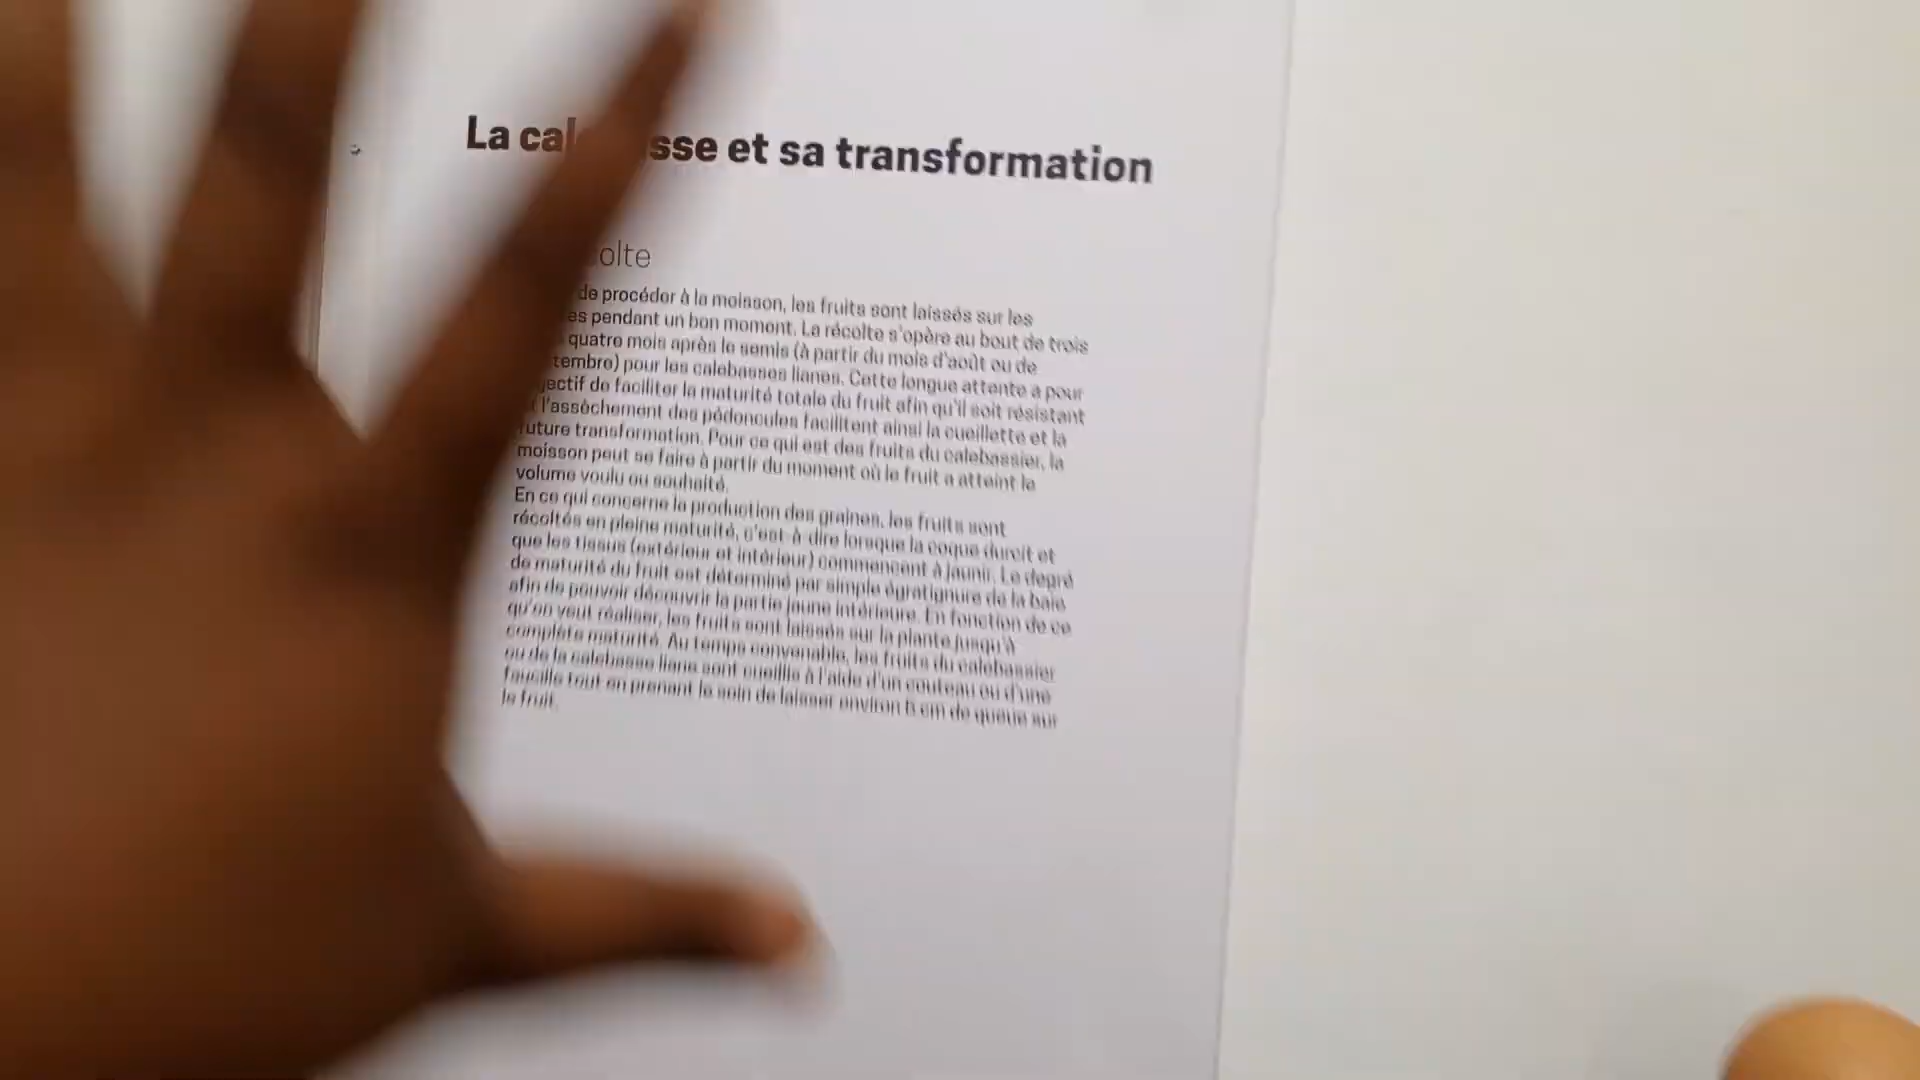 La cal sse et sa transformation
olte
de procéder à la moisson, les fruits sont laissés sur les
es pendant un bon moment. La récolte s'opère au bout de trois
quatre mois après le semis (à partir du mois d'août ou de
tembre) pour les calebasses lianes. Cette longue attente a pour
jectif de faciliter la maturité totale du fruit afin qu'il soit résistant
l'assèchement des pédoncules facilitent ainsi la cueillette et la
future transformation. Pour ce qui est des fruits du calebassier, la
moisson peut se faire à partir du moment où le fruit a atteint le
volume voulu ou souhaité.
En ce qui concerne la production des graines, les fruits sont
récoltés en pleine maturité, c'est-à-dire lorsque la coque durcit et
que les tissus (extérieur et intérieur) commencent à jaunir. Le degré
de maturité du fruit est déterminé par simple égratignure de la baie
afin de pouvoir découvrir la partie jaune intérieure. En fonction de ce
qu'on veut réaliser, les fruits sont laissés sur la plante jusqu'à
complète maturité. Au temps convenable, les fruits du calebassier
ou de la calebasse liane sont cueillis à l'aide d'un couteau ou d'une
faucille tout en prenant le soin de laisser environ cm de queue sur
le fruit.